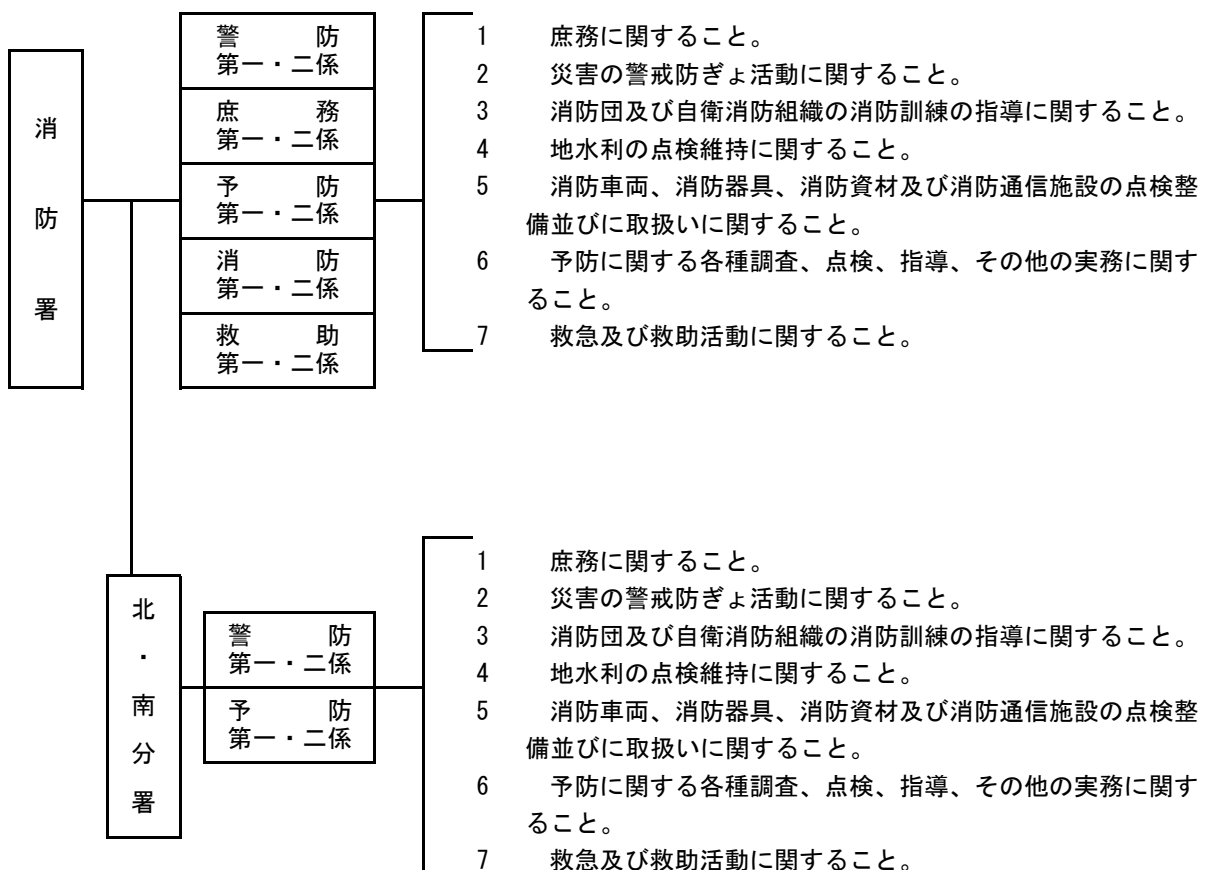 消防署
警防
第一・二係
庶務
第一・二係
予防
第一・二係
消防
第一・二係
救助
第一・二係
1 庶務に関すること。
2 災害の警戒防ぎょ活動に関すること。
3 消防団及び自衛消防組織の消防訓練の指導に関すること。
4 地水利の点検維持に関すること。
5 消防車両、消防器具、消防資材及び消防通信施設の点検整
備並びに取扱いに関すること。
6 予防に関する各種調査、点検、指導、その他の実務に関す
ること。
7 救急及び救助活動に関すること。
北・南分署
警防
第一・二係
予防
第一・二係
1 庶務に関すること。
2 災害の警戒防ぎょ活動に関すること。
3 消防団及び自衛消防組織の消防訓練の指導に関すること。
4 地水利の点検維持に関すること。
5 消防車両、消防器具、消防資材及び消防通信施設の点検整
備並びに取扱いに関すること。
6 予防に関する各種調査、点検、指導、その他の実務に関す
ること。
7 救急及び救助活動に関すること。